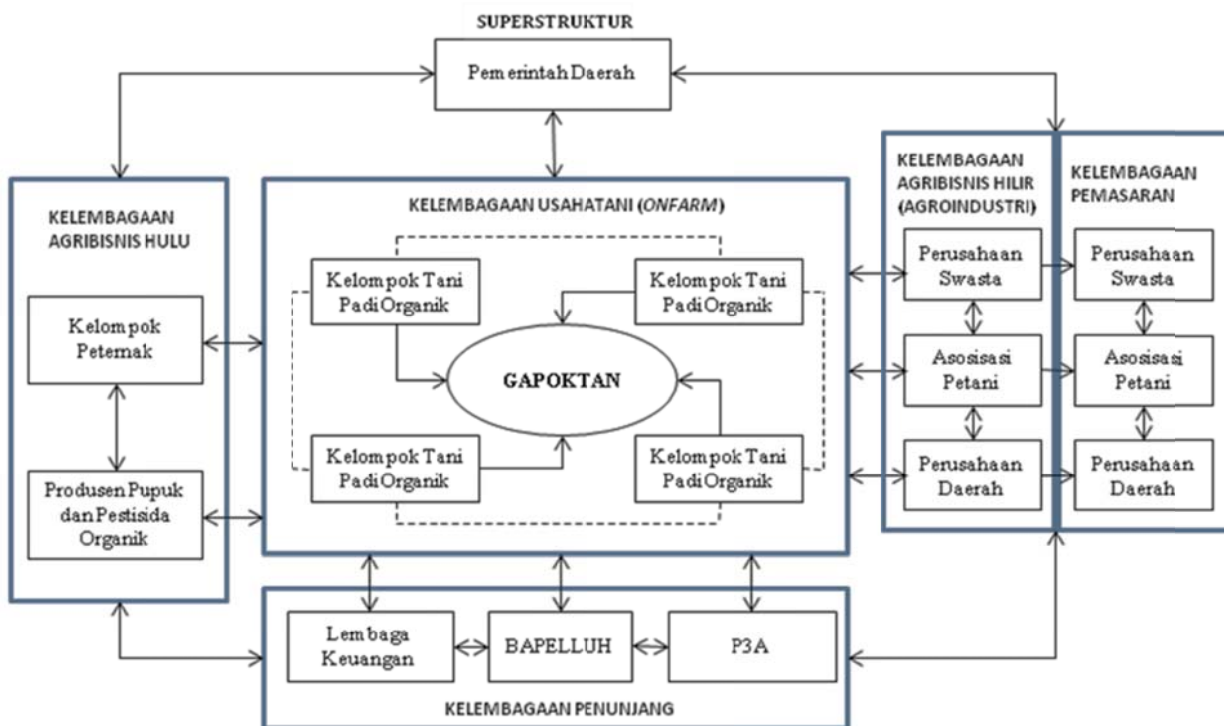 SUPERSTRUKTUR
Pemerintah Daerah
KELEMBAGAAN
AGRIBISNIS HULU
Kelompok
Peternak
Produsen Pupuk
dan Pestisida
Organik
KELEMBAGAAN USAHATANI (ONFARM)
Kelompok Tani
Padi Organik
Kelompok Tani
Padi Organik
GAPOKTAN
Kelompok Tani
Padi Organik
Kelompok Tani
Padi Organik
KELEMBAGAAN
AGRIBISNIS HILIR
(AGROINDUSTRI)
Perusahaan
Swasta
Asosisasi
Petani
Perusahaan
Daerah
KELEMBAGAAN
PEMASARAN
Perusahaan
Swasta
Asosisasi
Petani
Perusahaan
Daerah
Lembaga
Keuangan
BAPELLUH
P3A
KELEMBAGAAN PENUNJANG